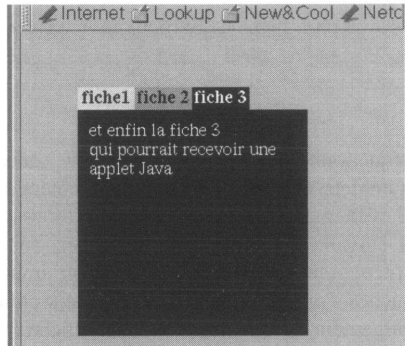 Internet Lookup New&Cool Netc
fiche1 fiche 2 fiche 3
et enfin la fiche 3
qui pourrait recevoir une
applet Java